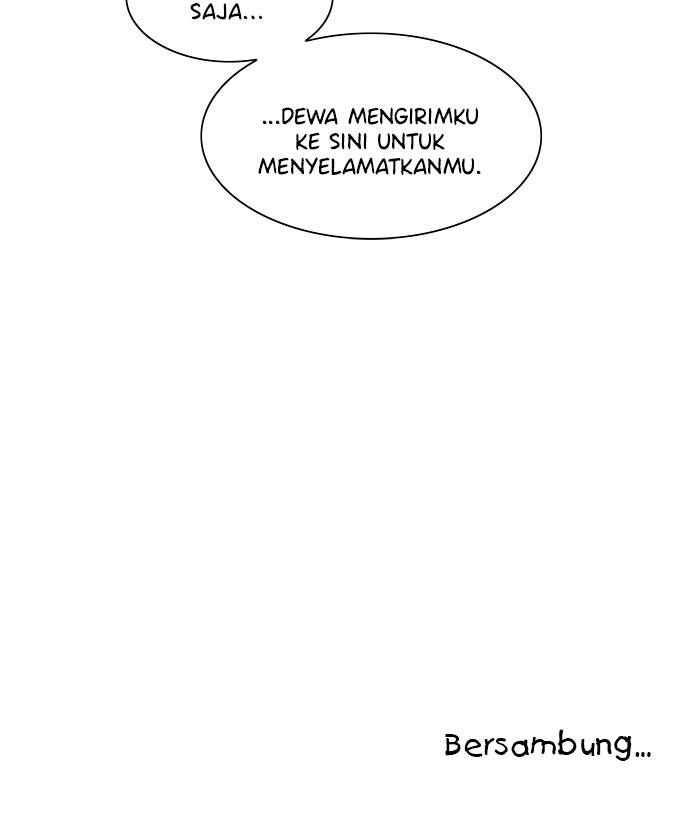 SAJA...
...DEWA MENGIRIMKU
KE SINI UNTUK
MENYELAMATKANMU.
Bersambung...